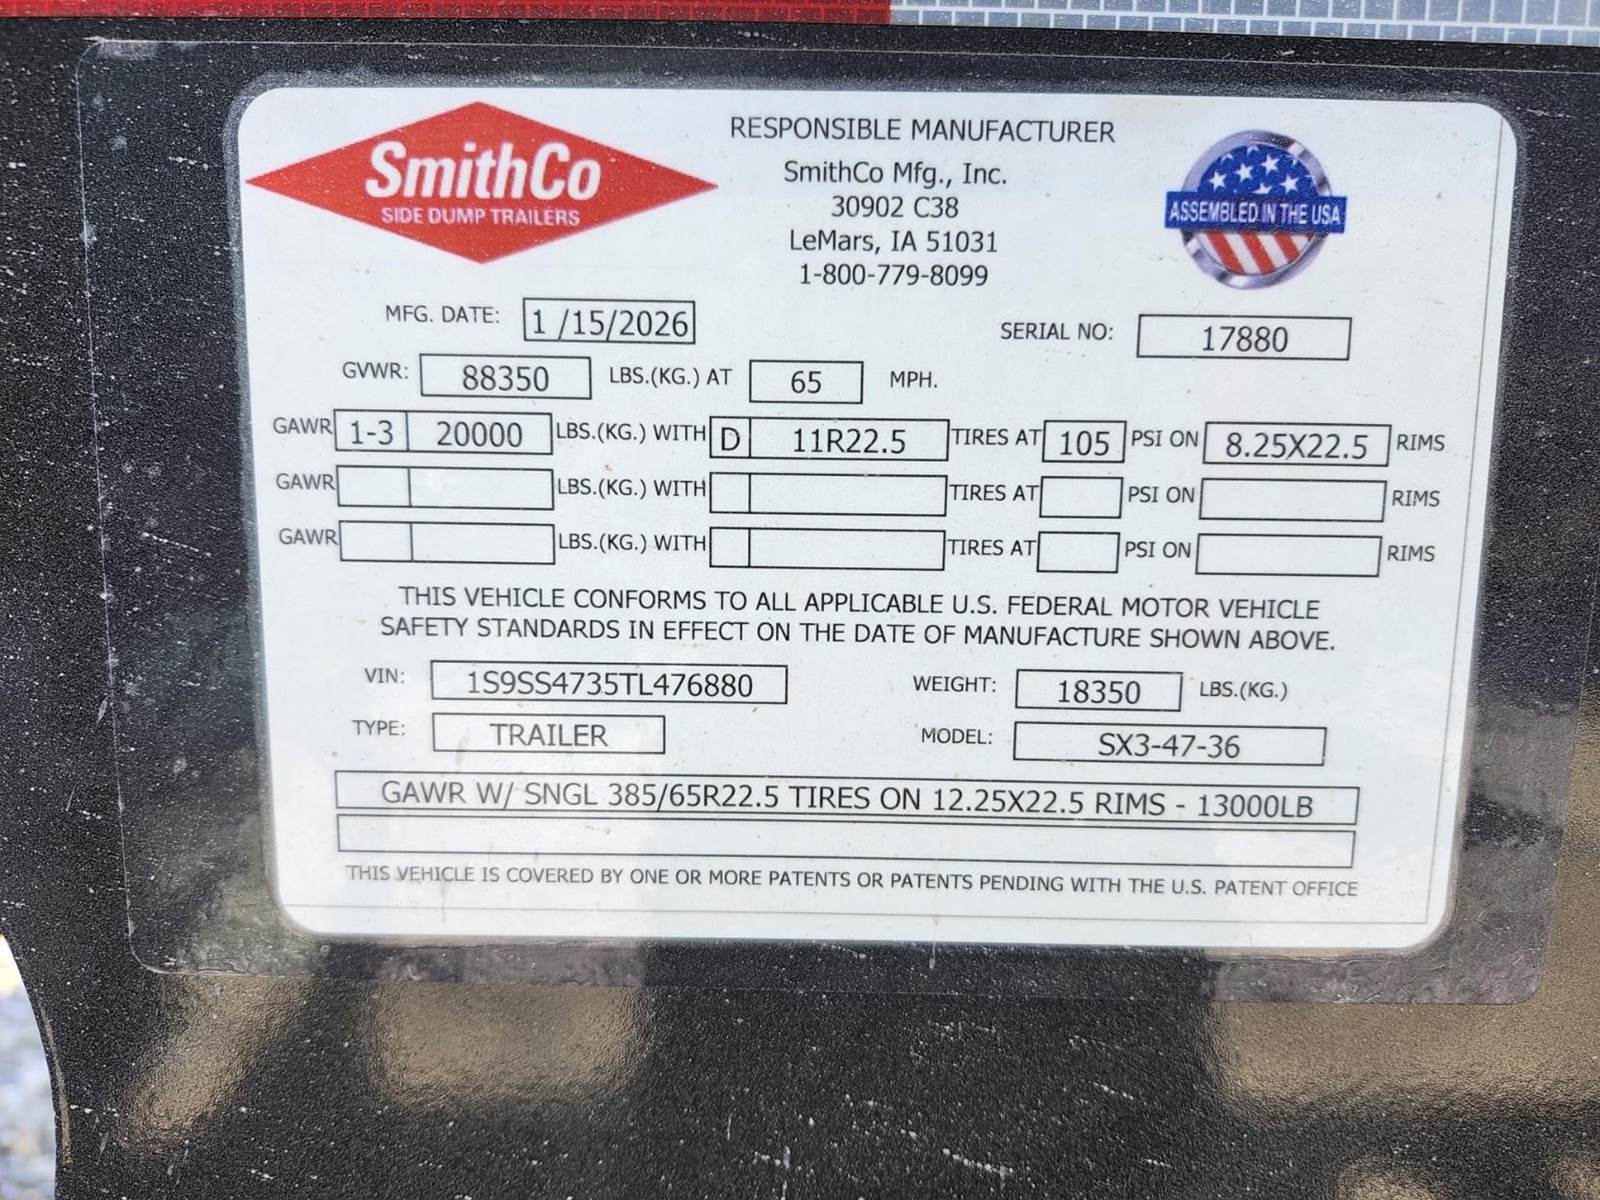 SmithCo
SIDE DUMP TRAILERS
RESPONSIBLE MANUFACTURER
SmithCo Mfg., Inc.
30902 C38
LeMars, IA 51031
1-800-779-8099
ASSEMBLED IN THE USA
MFG. DATE: 1 /15/2026
SERIAL NO: 17880
GVWR: 88350 LBS.(KG.) AT 65 MPH.
GAWR 1-3 20000 LBS.(KG.) WITH D 11R22.5 TIRES AT 105 PSI ON 8.25X22.5 RIMS
GAWR LBS.(KG.) WITH TIRES AT PSI ON RIMS
GAWR LBS.(KG.) WITH TIRES AT PSI ON RIMS
THIS VEHICLE CONFORMS TO ALL APPLICABLE U.S. FEDERAL MOTOR VEHICLE
SAFETY STANDARDS IN EFFECT ON THE DATE OF MANUFACTURE SHOWN ABOVE.
VIN: 1S9SS4735TL476880 WEIGHT: 18350 LBS.(KG.)
TYPE: TRAILER MODEL: SX3-47-36
GAWR W/ SNGL 385/65R22.5 TIRES ON 12.25X22.5 RIMS - 13000LB
THIS VEHICLE IS COVERED BY ONE OR MORE PATENTS OR PATENTS PENDING WITH THE U.S. PATENT OFFICE